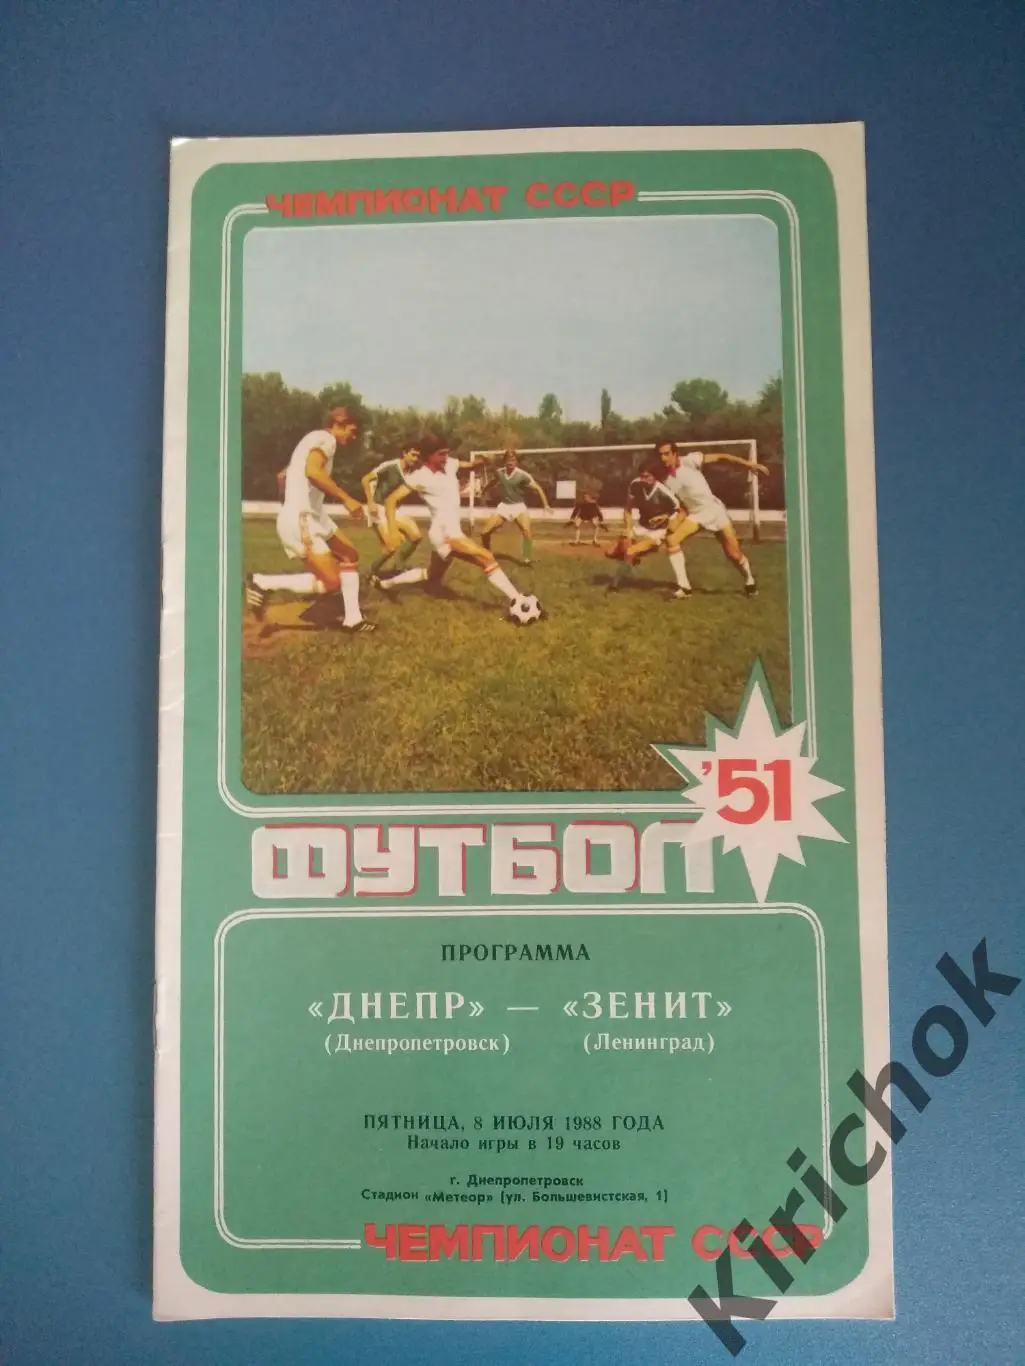 ЧЕМПИОНАТ СССР
'51
ФУТБОЛ
ПРОГРАММА
«ДНЕПР» — «ЗЕНИТ»
(Днепропетровск) (Ленинград)
ПЯТНИЦА, 8 ИЮЛЯ 1988 ГОДА
Начало игры в 19 часов
г. Днепропетровск
Стадион «Метеор» (ул. Большевистская, 1)
ЧЕМПИОНАТ СССР
Kirichok